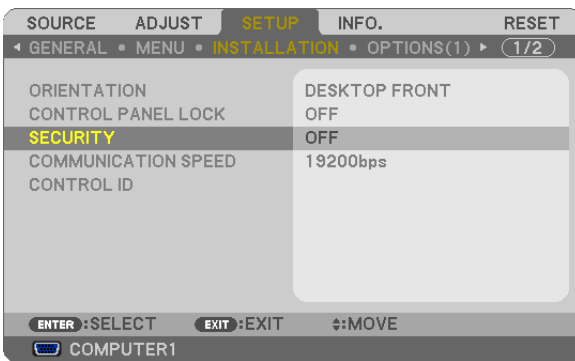 SOURCE ADJUST SETUP INFO. RESET
GENERAL • MENU • INSTALLATION • OPTIONS(1) 1/2
ORIENTATION DESKTOP FRONT
CONTROL PANEL LOCK OFF
SECURITY OFF
COMMUNICATION SPEED 19200bps
CONTROL ID
ENTER :SELECT EXIT :EXIT :MOVE
COMPUTER1